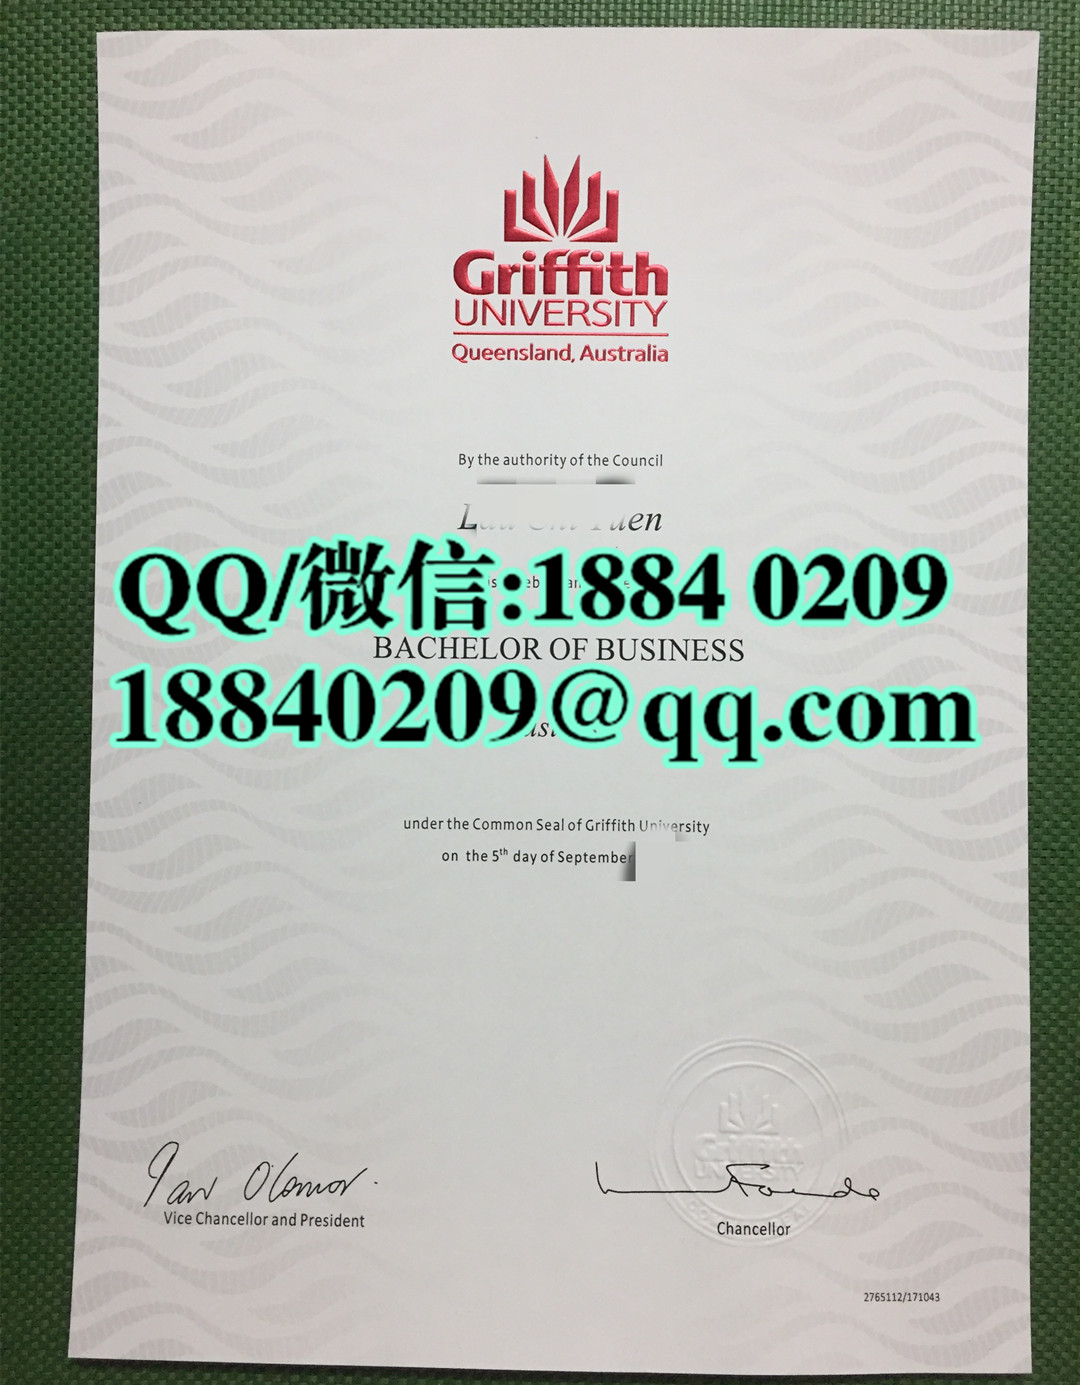 Griffith
UNIVERSITY
Queensland, Australia
By the authority of the Council
QQ/微信:1884 0209
BACHELOR OF BUSINESS
18840209@qq.com
under the Common Seal of Griffith University
on the 5th day of September
Vice Chancellor and President
Chancellor
2765112/171043